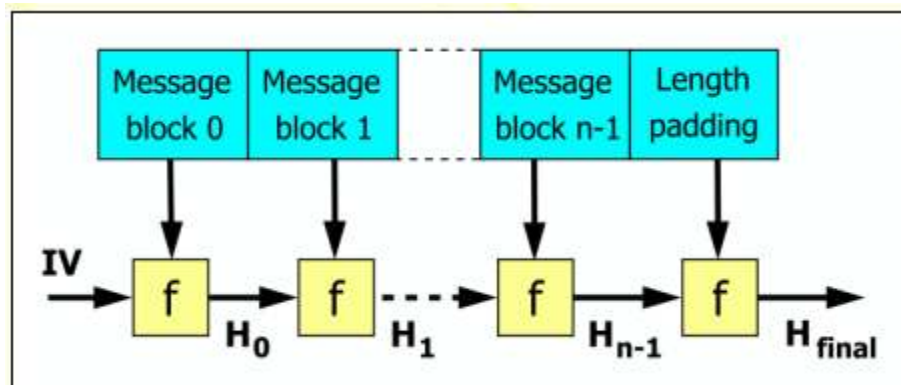 Message block 0
Message block 1
Message block n-1
Length padding
IV
f
f
f
f
H0
H1
Hn-1
Hfinal